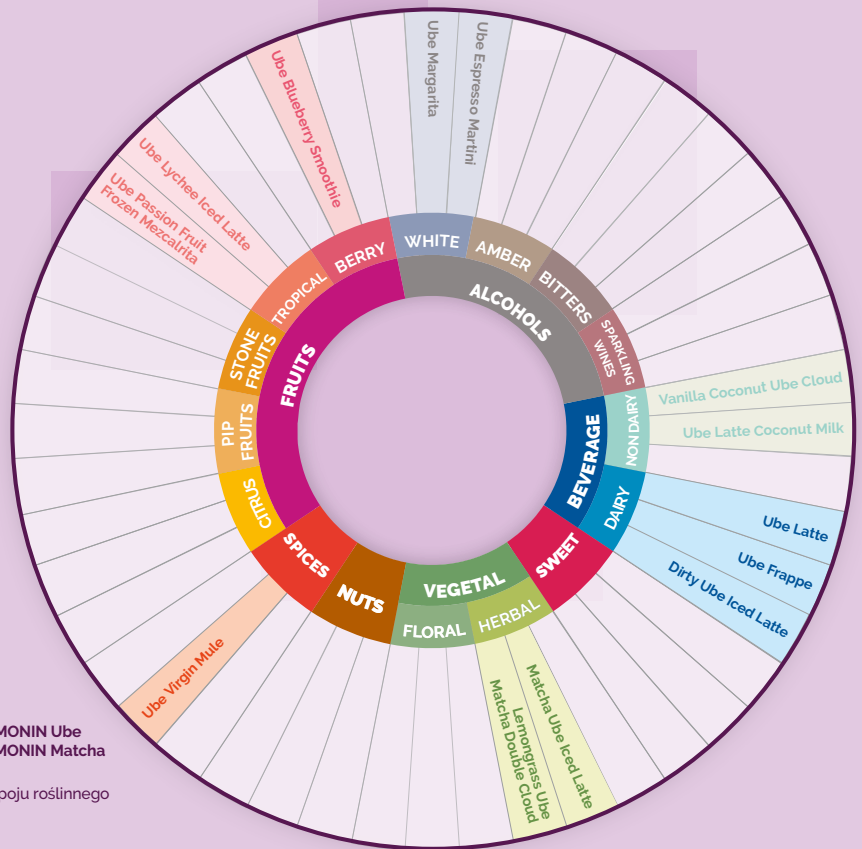 Ube Margarita
Ube Espresso Martini
Ube Blueberry Smoothie
Ube Lychee Iced Latte
Ube Passion Fruit
Frozen Mezcalrita
WHITE
AMBER
BITTERS
SPARKLING
WINES
BERRY
TROPICAL
STONE
FRUITS
PIP
FRUITS
CITRUS
ALCOHOLS
FRUITS
BEVERAGE
NON DAIRY
DAIRY
Vanilla Coconut Ube Cloud
Ube Latte Coconut Milk
Ube Latte
Ube Frappe
Dirty Ube Iced Latte
SWEET
VEGETAL
HERBAL
FLORAL
NUTS
SPICES
Matcha Ube Iced Latte
Lemongrass Ube
Matcha Double Cloud
Ube Virgin Mule
MONIN Ube
MONIN Matcha
poju roślinnego